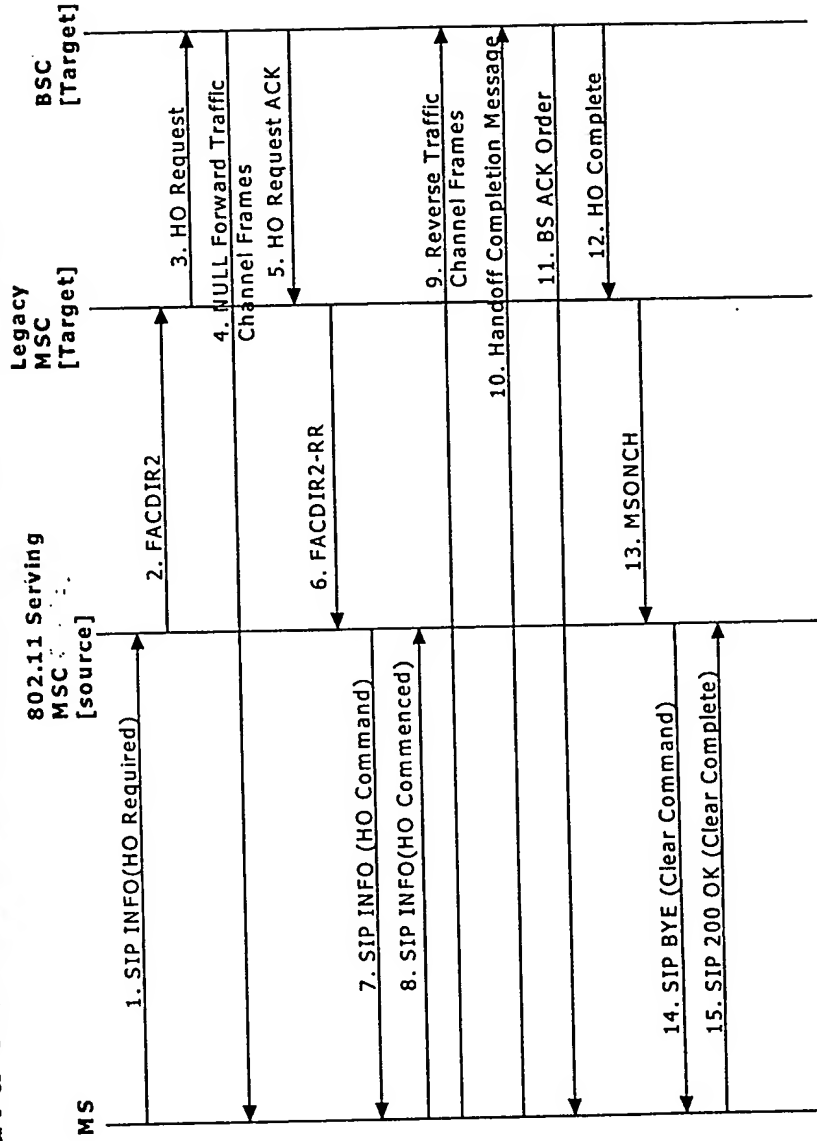 MS
802.11 Serving
MSC
[source]
Legacy
MSC
[Target]
BSC
[Target]
1. SIP INFO(HO Required)
2. FACDIR2
3. HO Request
4. NULL Forward Traffic
Channel Frames
5. HO Request ACK
6. FACDIR2-RR
7. SIP INFO (HO Command)
8. SIP INFO(HO Commenced)
9. Reverse Traffic
Channel Frames
10. Handoff Completion Message
11. BS ACK Order
12. HO Complete
13. MSONCH
14. SIP BYE (Clear Command)
15. SIP 200 OK (Clear Complete)